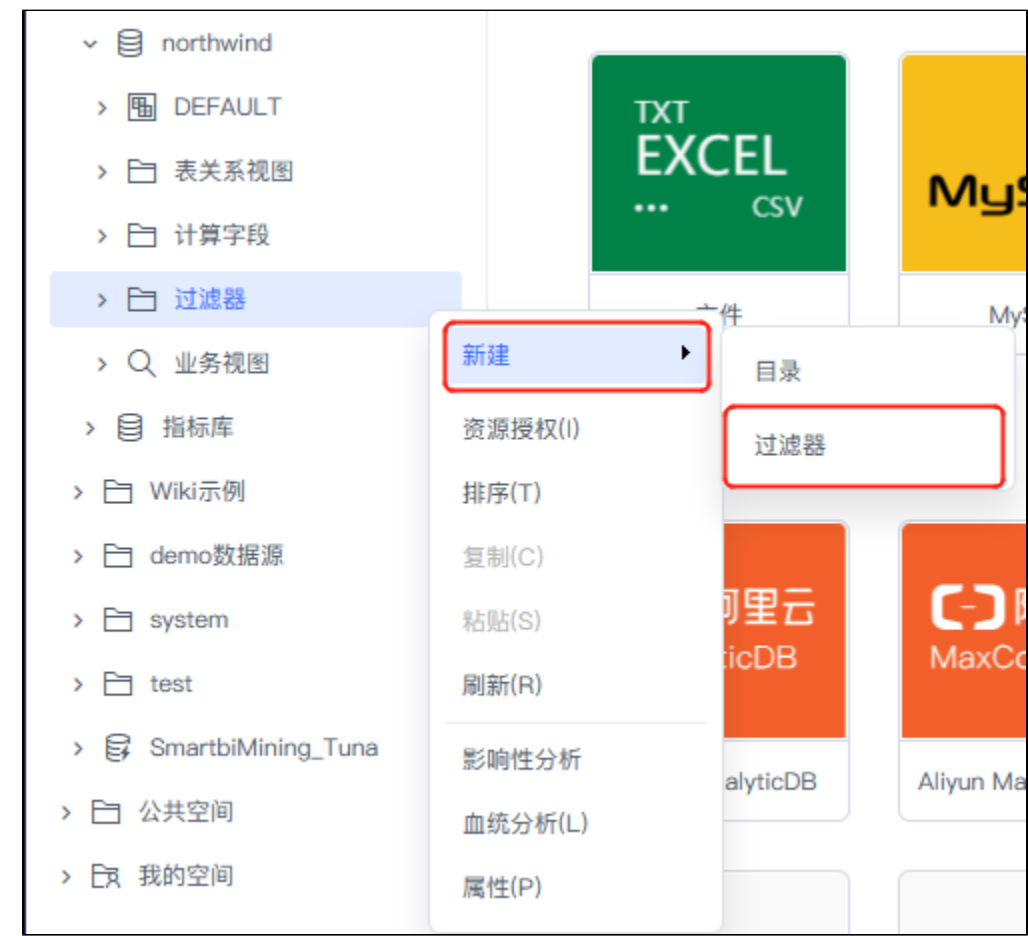 northwind
DEFAULT
表关系视图
计算字段
过滤器
业务视图
指标库
Wiki示例
demo数据源
system
test
SmartbiMining_Tuna
公共空间
我的空间
新建
资源授权(I)
排序(T)
复制(C)
粘贴(S)
刷新(R)
影响性分析
血统分析(L)
属性(P)
目录
过滤器
TXT
EXCEL
... CSV
文件
MyS
MyS
里云
ticDB
alyticDB
MaxCo
Aliyun Ma